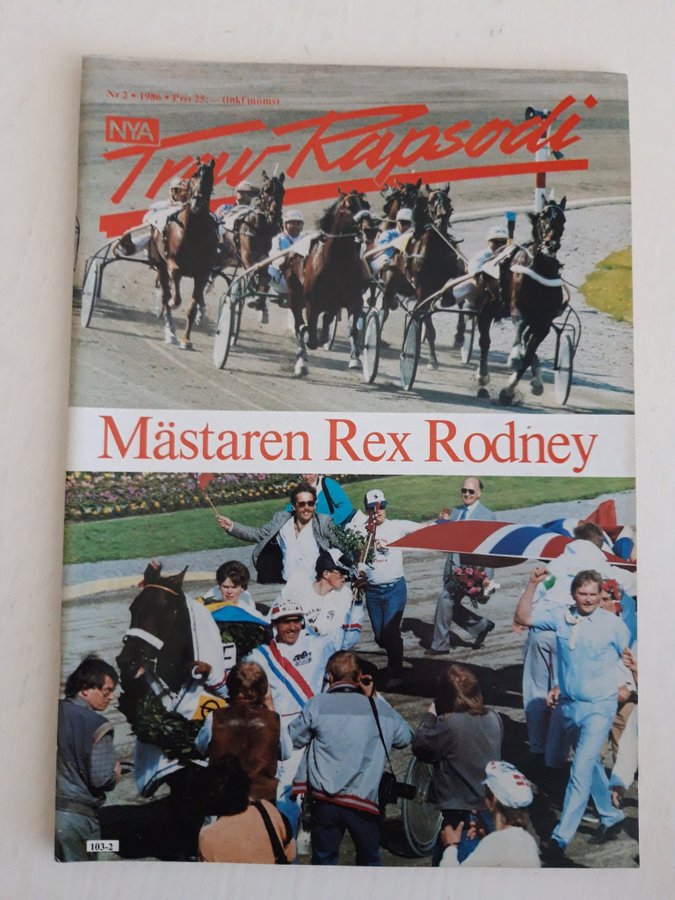 Nr 2 • 1986 • Pris 25:— (inkl moms)
NYA
Trav Rapsodi
Mästaren Rex Rodney
103-2